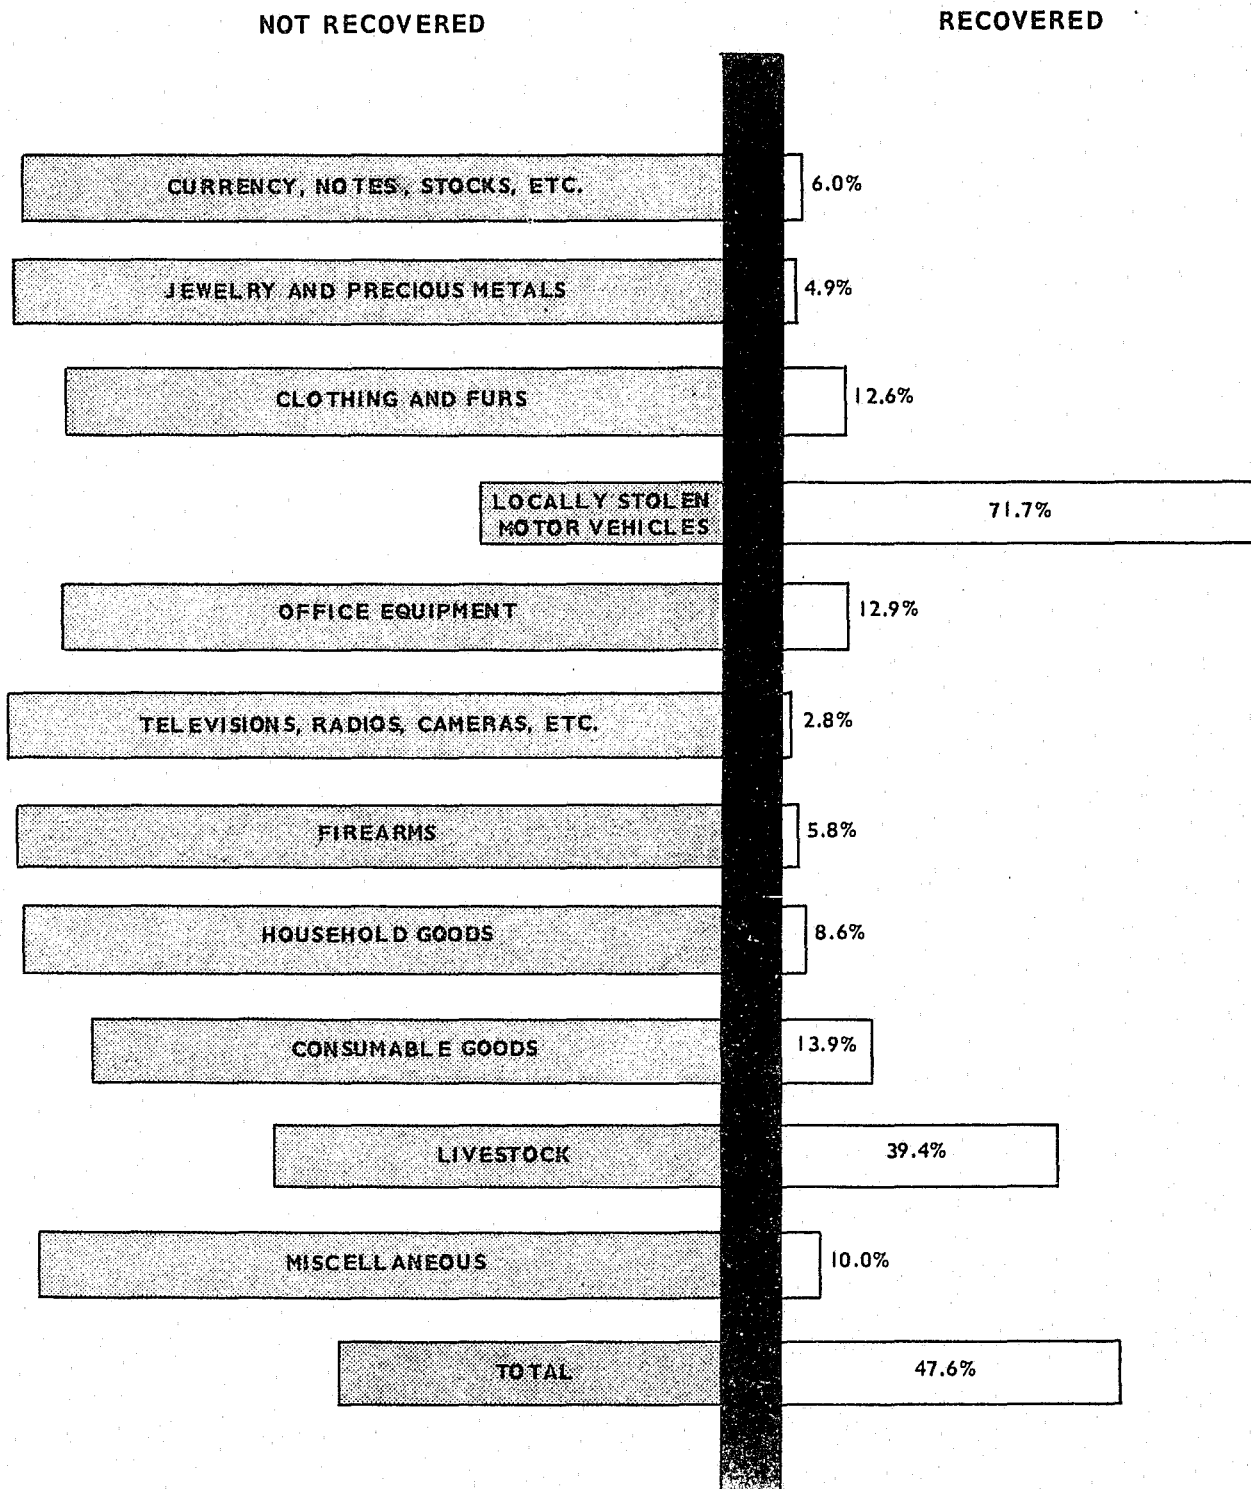 NOT RECOVERED
RECOVERED
CURRENCY, NOTES, STOCKS, ETC.
6.0%
JEWELRY AND PRECIOUS METALS
4.9%
CLOTHING AND FURS
12.6%
LOCALLY STOLEN
MOTOR VEHICLES
71.7%
OFFICE EQUIPMENT
12.9%
TELEVISIONS, RADIOS, CAMERAS, ETC.
2.8%
FIREARMS
5.8%
HOUSEHOLD GOODS
8.6%
CONSUMABLE GOODS
13.9%
LIVESTOCK
39.4%
MISCELLANEOUS
10.0%
TOTAL
47.6%